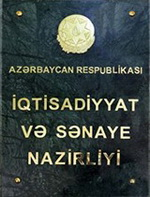 AZƏRBAYCAN RESPUBLİKASI
İQTİSADİYYAT
VƏ SƏNAYE
NAZİRLİYİ